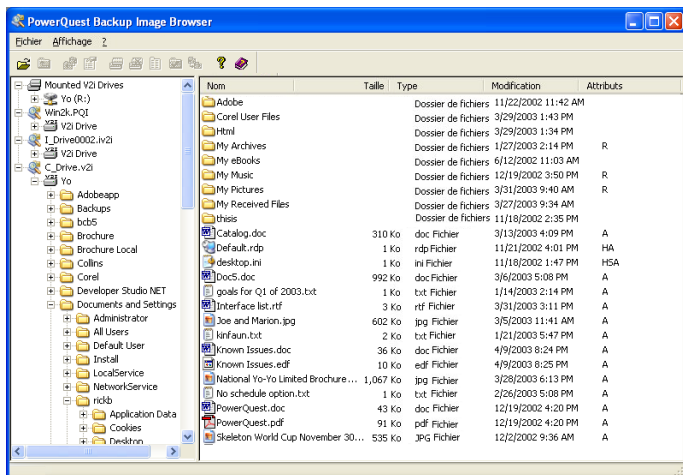 PowerQuest Backup Image Browser
Fichier Affichage ?
Mounted V2i Drives
Yo (R:)
Win2k.PQI
V2i Drive
I_Drive0002.iv2i
V2i Drive
C_Drive.v2i
Yo
Adobeapp
Backups
bcb5
Brochure
Brochure Local
Collins
Corel
Developer Studio NET
Documents and Settings
Administrator
All Users
Default User
Install
LocalService
NetworkService
rickb
Application Data
Cookies
Desktop
Nom Taille Type Modification Attributs
Adobe Dossier de fichiers 11/22/2002 11:42 AM
Corel User Files Dossier de fichiers 3/29/2003 1:43 PM
Html Dossier de fichiers 3/29/2003 1:34 PM
My Archives Dossier de fichiers 1/27/2003 2:14 PM R
My eBooks Dossier de fichiers 6/12/2002 11:03 AM
My Music Dossier de fichiers 12/19/2002 3:50 PM R
My Pictures Dossier de fichiers 3/31/2003 9:40 AM R
My Received Files Dossier de fichiers 3/27/2003 9:34 AM
thisis Dossier de fichiers 11/18/2002 2:35 PM
Catalog.doc 310 Ko doc Fichier 3/13/2003 4:09 PM A
Default.rdp 1 Ko rdp Fichier 11/21/2002 4:01 PM HA
desktop.ini 1 Ko ini Fichier 11/18/2002 1:47 PM HSA
Doc5.doc 992 Ko doc Fichier 3/6/2003 5:08 PM A
goals for Q1 of 2003.txt 1 Ko txt Fichier 1/14/2003 2:14 PM A
Interface list.rtf 3 Ko rtf Fichier 3/31/2003 3:11 PM A
Joe and Marion.jpg 602 Ko jpg Fichier 3/5/2003 11:41 AM A
kinfaun.txt 2 Ko txt Fichier 1/21/2003 5:47 PM A
Known Issues.doc 36 Ko doc Fichier 4/9/2003 8:24 PM A
Known Issues.edf 10 Ko edf Fichier 4/9/2003 8:25 PM A
National Yo-Yo Limited Brochure... 1,067 Ko jpg Fichier 3/28/2003 6:13 PM A
No schedule option.txt 1 Ko txt Fichier 2/26/2003 5:08 PM A
PowerQuest.doc 43 Ko doc Fichier 12/19/2002 4:20 PM A
PowerQuest.pdf 91 Ko pdf Fichier 12/19/2002 4:20 PM A
Skeleton World Cup November 30... 535 Ko JPG Fichier 12/2/2002 9:36 AM A